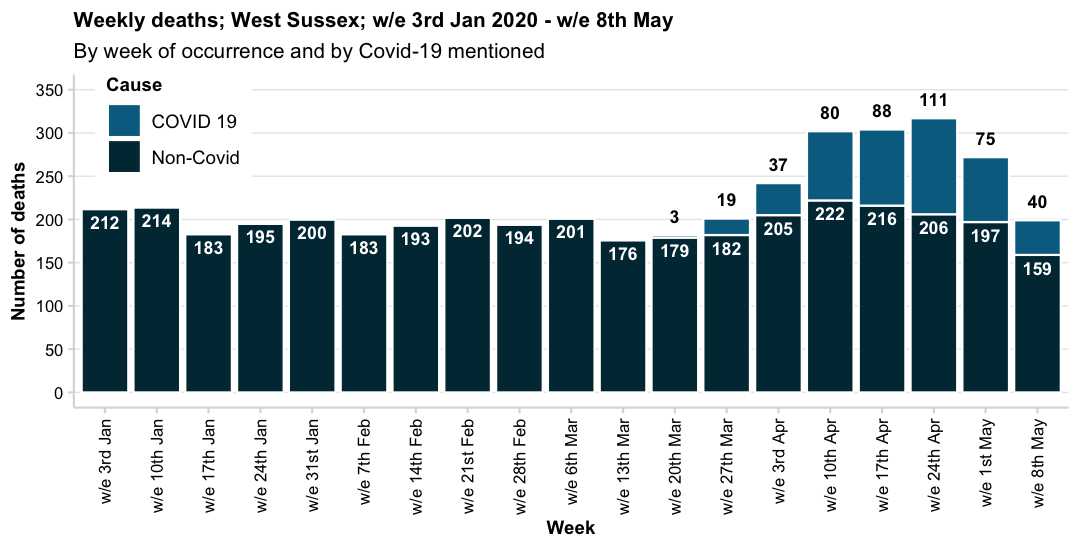 Weekly deaths; West Sussex; w/e 3rd Jan 2020 - w/e 8th May
By week of occurrence and by Covid-19 mentioned
Cause
COVID 19
Non-Covid
Number of deaths
350
300
250
200
150
100
50
0
3
19
37
80
88
111
75
40
212
214
183
195
200
183
193
202
194
201
176
179
182
205
222
216
206
197
159
w/e 3rd Jan
w/e 10th Jan
w/e 17th Jan
w/e 24th Jan
w/e 31st Jan
w/e 7th Feb
w/e 14th Feb
w/e 21st Feb
w/e 28th Feb
w/e 6th Mar
w/e 13th Mar
w/e 20th Mar
w/e 27th Mar
w/e 3rd Apr
w/e 10th Apr
w/e 17th Apr
w/e 24th Apr
w/e 1st May
w/e 8th May
Week